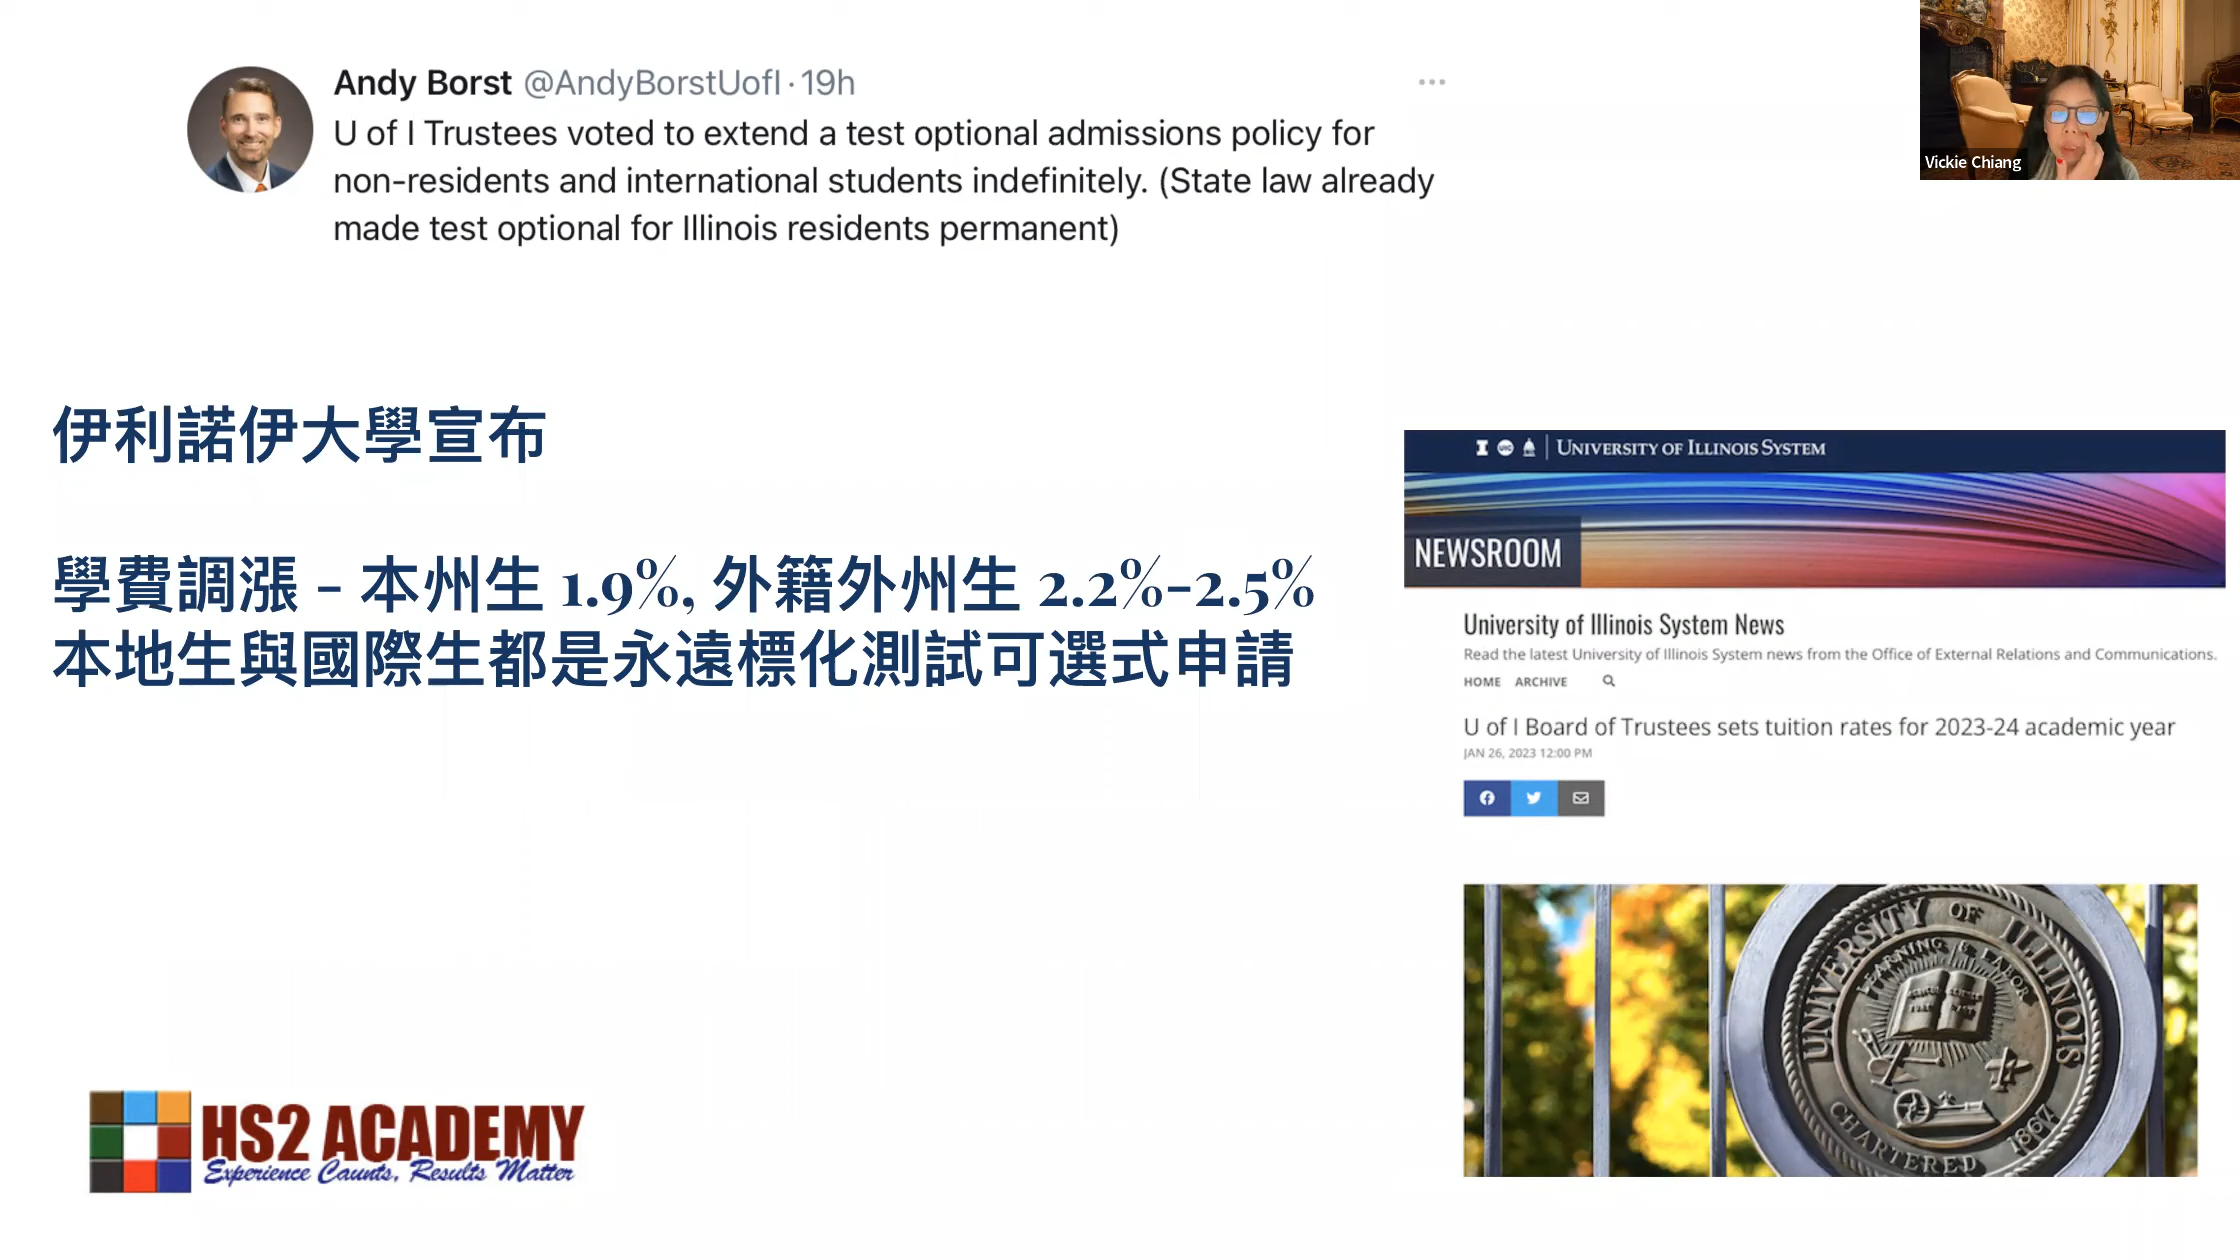 Andy Borst @AndyBorstUofI · 19h
U of I Trustees voted to extend a test optional admissions policy for
non-residents and international students indefinitely. (State law already
made test optional for Illinois residents permanent)
Vickie Chiang
伊利諾伊大學宣布
學費調漲 - 本州生 1.9%, 外籍外州生 2.2%-2.5%
本地生與國際生都是永遠標化測試可選式申請
UNIVERSITY OF ILLINOIS SYSTEM
NEWSROOM
University of Illinois System News
Read the latest University of Illinois System news from the Office of External Relations and Communications.
HOME ARCHIVE
U of I Board of Trustees sets tuition rates for 2023-24 academic year
JAN 26, 2023 12:00 PM
UNIVERSITY OF ILLINOIS
LEARNING & LABOR
CHARTERED 1867
HS2 ACADEMY
Experience Counts, Results Matter